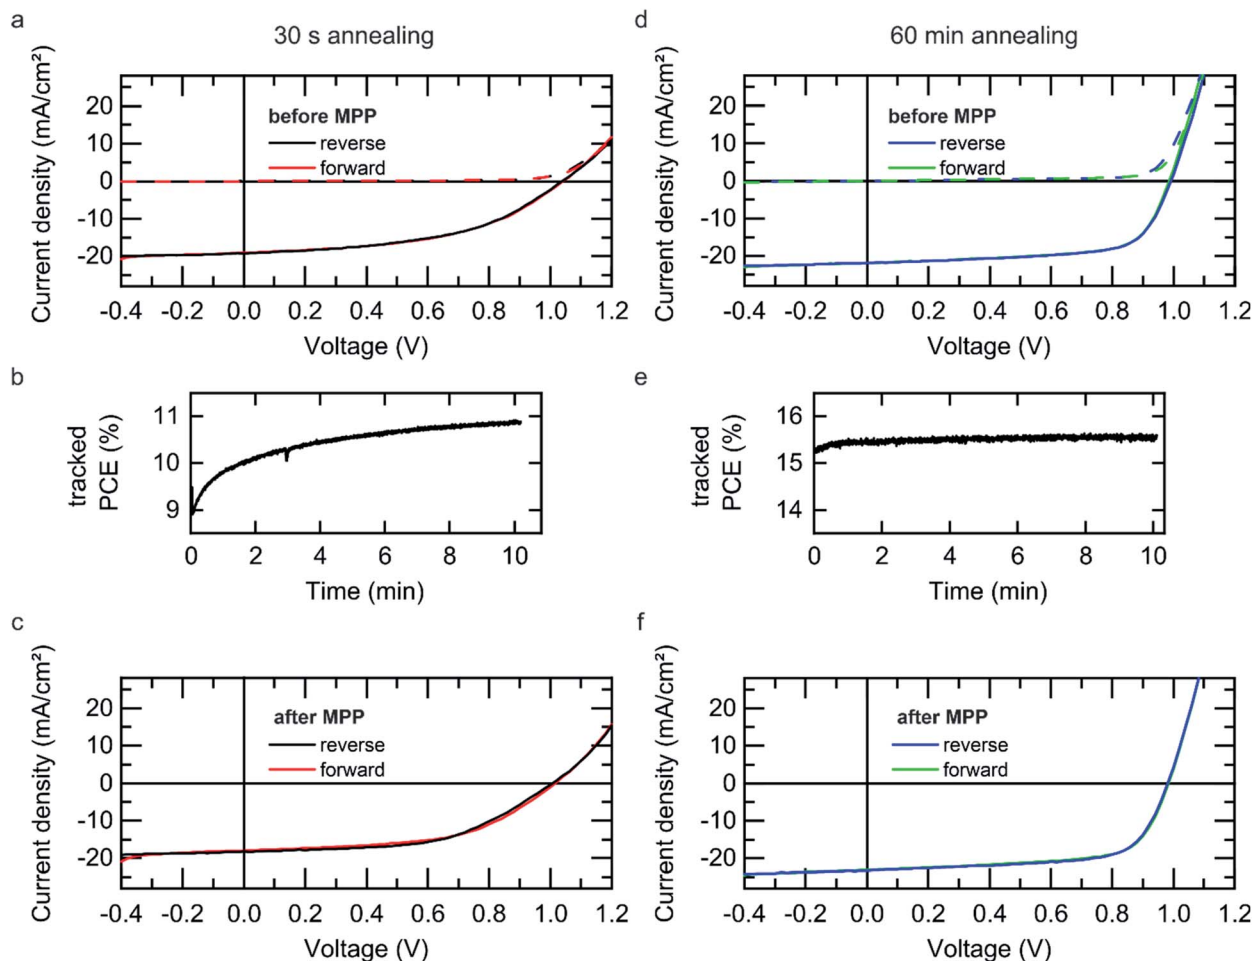 a
30 s annealing
Current density (mA/cm²)
20
10
0
-10
-20
before MPP
reverse
forward
-0.4 -0.2 0.0 0.2 0.4 0.6 0.8 1.0 1.2
Voltage (V)
b
tracked
PCE (%)
11
10
9
0 2 4 6 8 10
Time (min)
c
Current density (mA/cm²)
20
10
0
-10
-20
after MPP
reverse
forward
-0.4 -0.2 0.0 0.2 0.4 0.6 0.8 1.0 1.2
Voltage (V)
d
60 min annealing
Current density (mA/cm²)
20
10
0
-10
-20
before MPP
reverse
forward
-0.4 -0.2 0.0 0.2 0.4 0.6 0.8 1.0 1.2
Voltage (V)
e
tracked
PCE (%)
16
15
14
0 2 4 6 8 10
Time (min)
f
Current density (mA/cm²)
20
10
0
-10
-20
after MPP
reverse
forward
-0.4 -0.2 0.0 0.2 0.4 0.6 0.8 1.0 1.2
Voltage (V)